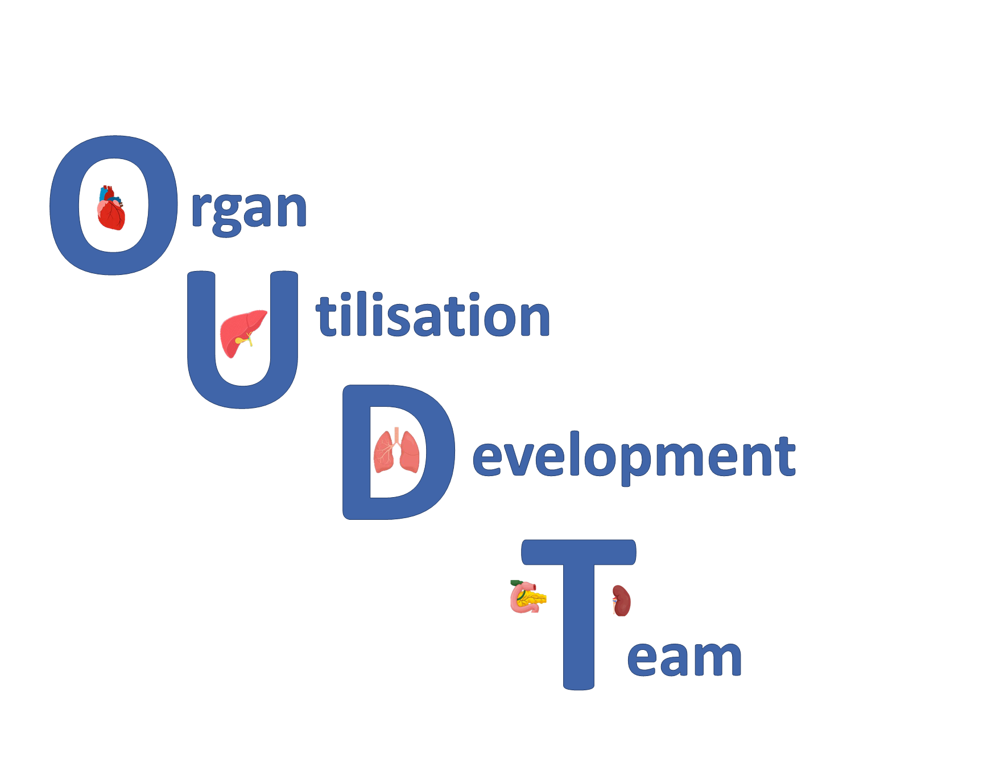 Organ
Utilisation
Development
Team